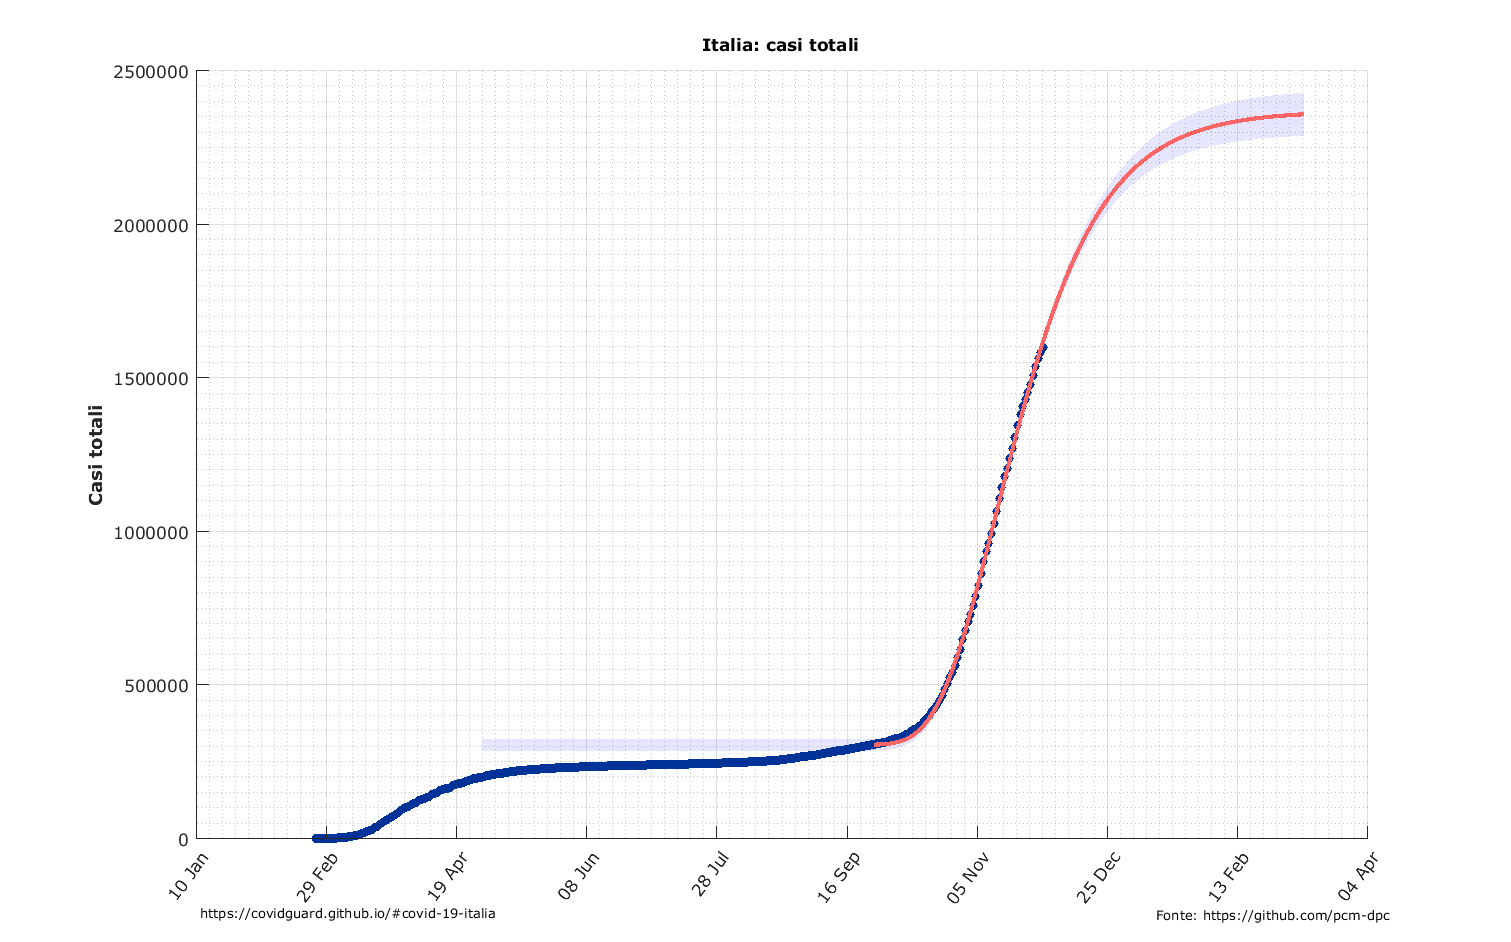 Italia: casi totali
2500000
2000000
1500000
1000000
500000
0
Casi totali
10 Jan
29 Feb
19 Apr
08 Jun
28 Jul
16 Sep
05 Nov
25 Dec
13 Feb
04 Apr
https://covidguard.github.io/#covid-19-italia
Fonte: https://github.com/pcm-dpc